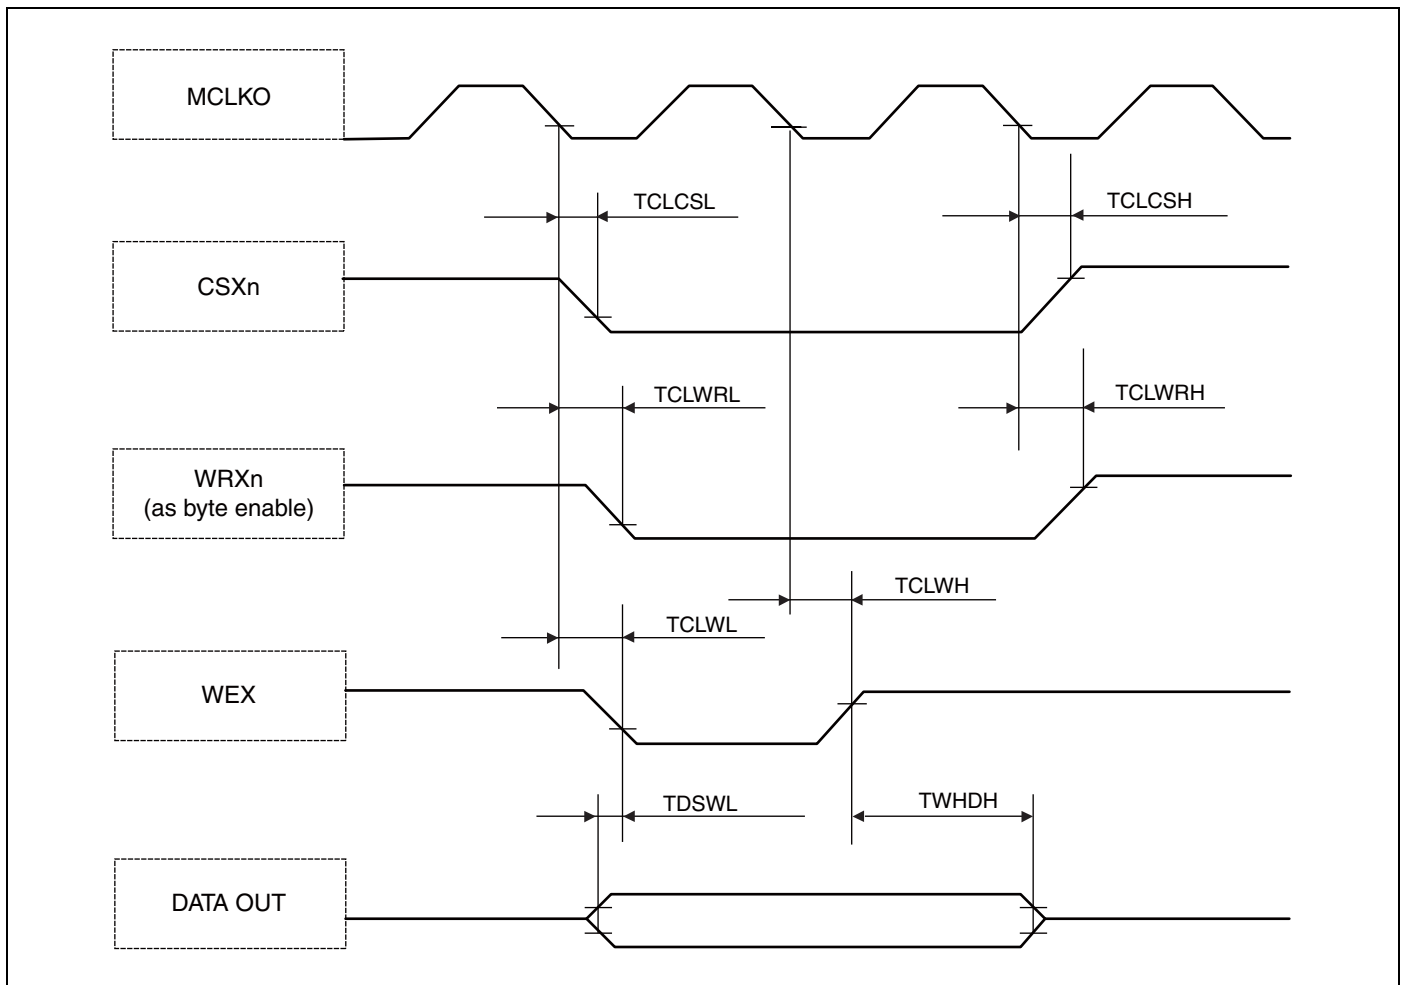 MCLKO
TCLCSL
TCLCSH
CSXn
TCLWRL
TCLWRH
WRXn
(as byte enable)
TCLWH
TCLWL
WEX
TDSWL
TWHDH
DATA OUT